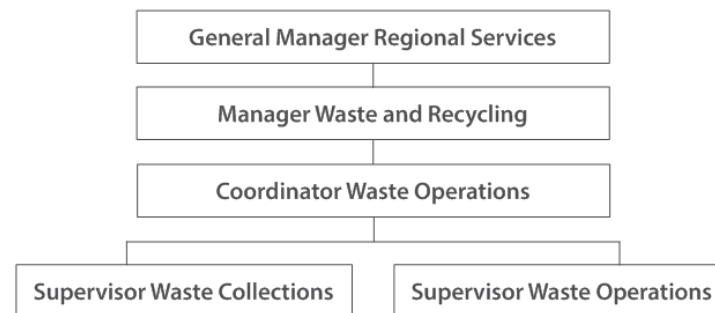 General Manager Regional Services
Manager Waste and Recycling
Coordinator Waste Operations
Supervisor Waste Collections
Supervisor Waste Operations